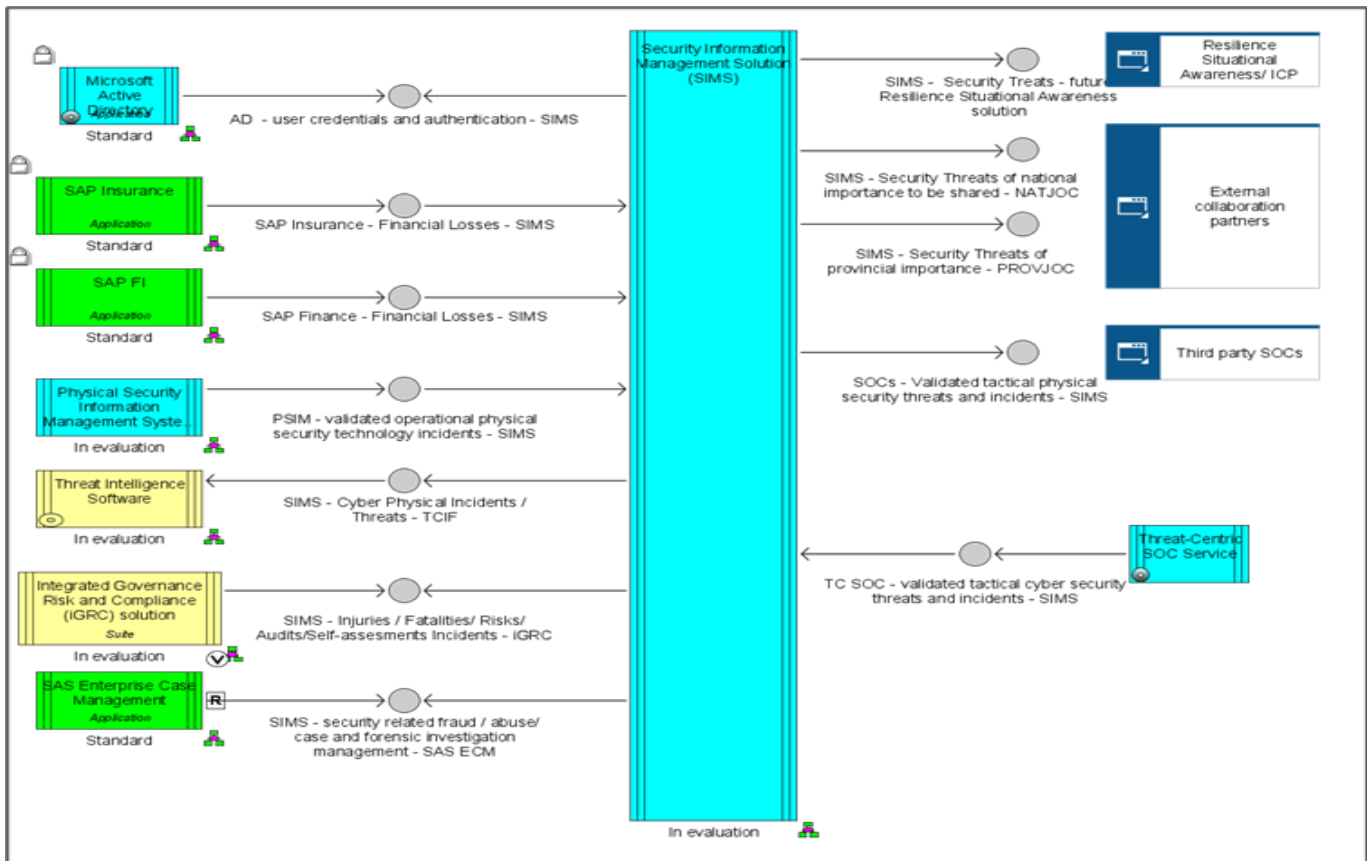 Microsoft
Active
Directory
Application
Standard
AD - user credentials and authentication - SIMS
SAP Insurance
Application
Standard
SAP Insurance - Financial Losses - SIMS
SAP FI
Application
Standard
SAP Finance - Financial Losses - SIMS
Physical Security
Information
Management Syste...
In evaluation
PSIM - validated operational physical
security technology incidents - SIMS
Threat Intelligence
Software
In evaluation
SIMS - Cyber Physical Incidents /
Threats - TCIF
Integrated Governance
Risk and Compliance
(iGRC) solution
Suite
In evaluation
V
SIMS - Injuries / Fatalities/ Risks/
Audits/Self-assesments Incidents - iGRC
SAS Enterprise Case
Management
Application
R
Standard
SIMS - security related fraud / abuse/
case and forensic investigation
management - SAS ECM
Security Information
Management Solution
(SIMS)
In evaluation
SIMS - Security Treats - future
Resilience Situational Awareness
solution
Resilience
Situational
Awareness/ ICP
SIMS - Security Threats of national
importance to be shared - NATJOC
SIMS - Security Threats of
provincial importance - PROVJOC
External
collaboration
partners
SOCs - Validated tactical physical
security threats and incidents - SIMS
Third party SOCs
TC SOC - validated tactical cyber security
threats and incidents - SIMS
Threat-Centric
SOC Service